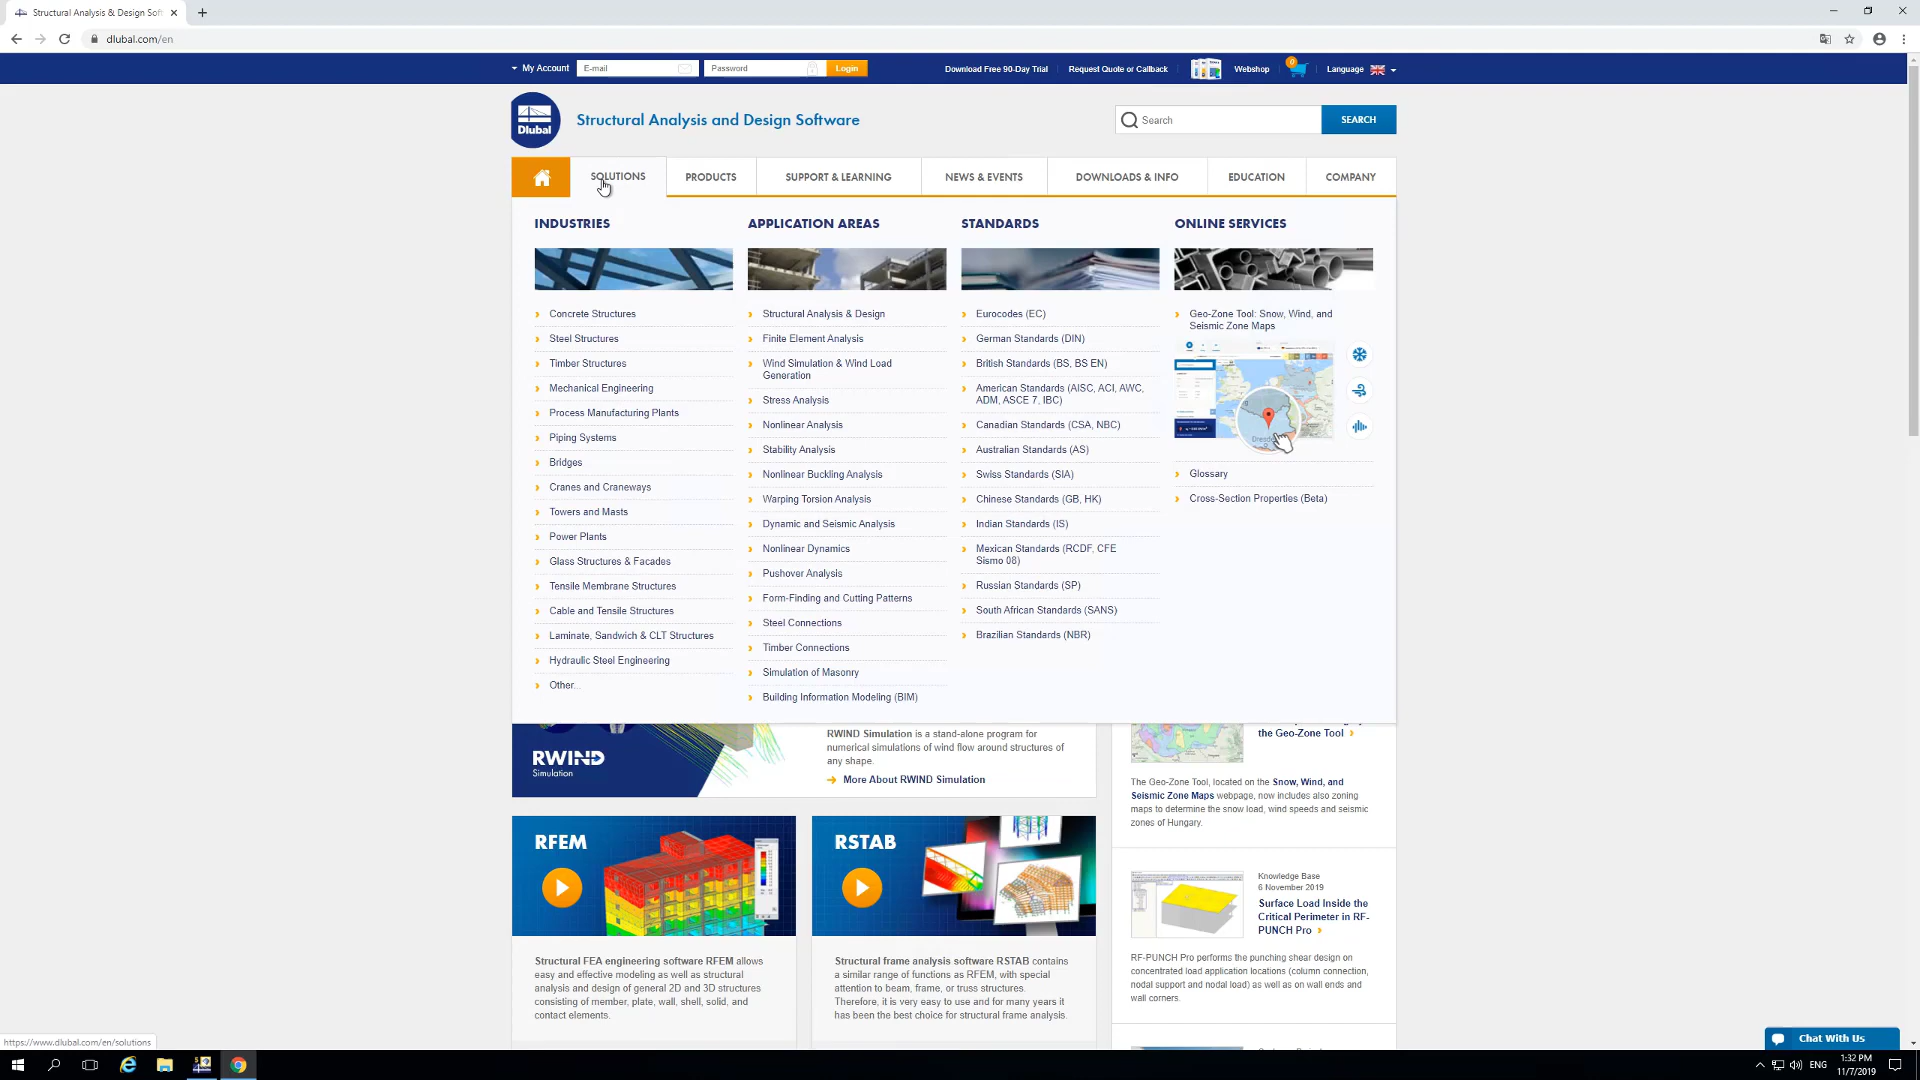 Structural Analysis & Design Soft
dlubal.com/en
My Account
E-mail
Password
Login
Download Free 90-Day Trial
Request Quote or Callback
Webshop
0
Language
Dlubal
Structural Analysis and Design Software
Search
SEARCH
SOLUTIONS
PRODUCTS
SUPPORT & LEARNING
NEWS & EVENTS
DOWNLOADS & INFO
EDUCATION
COMPANY
INDUSTRIES
Concrete Structures
Steel Structures
Timber Structures
Mechanical Engineering
Process Manufacturing Plants
Piping Systems
Bridges
Cranes and Craneways
Towers and Masts
Power Plants
Glass Structures & Facades
Tensile Membrane Structures
Cable and Tensile Structures
Laminate, Sandwich & CLT Structures
Hydraulic Steel Engineering
Other...
APPLICATION AREAS
Structural Analysis & Design
Finite Element Analysis
Wind Simulation & Wind Load
Generation
Stress Analysis
Nonlinear Analysis
Stability Analysis
Nonlinear Buckling Analysis
Warping Torsion Analysis
Dynamic and Seismic Analysis
Nonlinear Dynamics
Pushover Analysis
Form-Finding and Cutting Patterns
Steel Connections
Timber Connections
Simulation of Masonry
Building Information Modeling (BIM)
STANDARDS
Eurocodes (EC)
German Standards (DIN)
British Standards (BS, BS EN)
American Standards (AISC, ACI, AWC,
ADM, ASCE 7, IBC)
Canadian Standards (CSA, NBC)
Australian Standards (AS)
Swiss Standards (SIA)
Chinese Standards (GB, HK)
Indian Standards (IS)
Mexican Standards (RCDF, CFE
Sismo 08)
Russian Standards (SP)
South African Standards (SANS)
Brazilian Standards (NBR)
ONLINE SERVICES
Geo-Zone Tool: Snow, Wind, and
Seismic Zone Maps
Glossary
Cross-Section Properties (Beta)
RWIND
Simulation
RWIND Simulation is a stand-alone program for
numerical simulations of wind flow around structures of
any shape.
More About RWIND Simulation
the Geo-Zone Tool
The Geo-Zone Tool, located on the Snow, Wind, and
Seismic Zone Maps webpage, now includes also zoning
maps to determine the snow load, wind speeds and seismic
zones of Hungary.
RFEM
Structural FEA engineering software RFEM allows
easy and effective modeling as well as structural
analysis and design of general 2D and 3D structures
consisting of member, plate, wall, shell, solid, and
contact elements.
RSTAB
Structural frame analysis software RSTAB contains
a similar range of functions as RFEM, with special
attention to beam, frame, or truss structures.
Therefore, it is very easy to use and for many years it
has been the best choice for structural frame analysis.
Knowledge Base
6 November 2019
Surface Load Inside the
Critical Perimeter in RF-
PUNCH Pro
RF-PUNCH Pro performs the punching shear design on
concentrated load application locations (column connection,
nodal support and nodal load) as well as on wall ends and
wall corners.
Chat With Us
https://www.dlubal.com/en/solutions
ENG
1:32 PM
11/7/2019